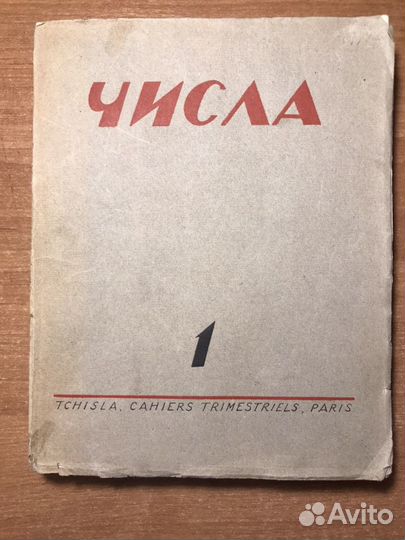 ЧИСЛА
1
TCHISLA. CAHIERS TRIMESTRIELS, PARIS
Avito